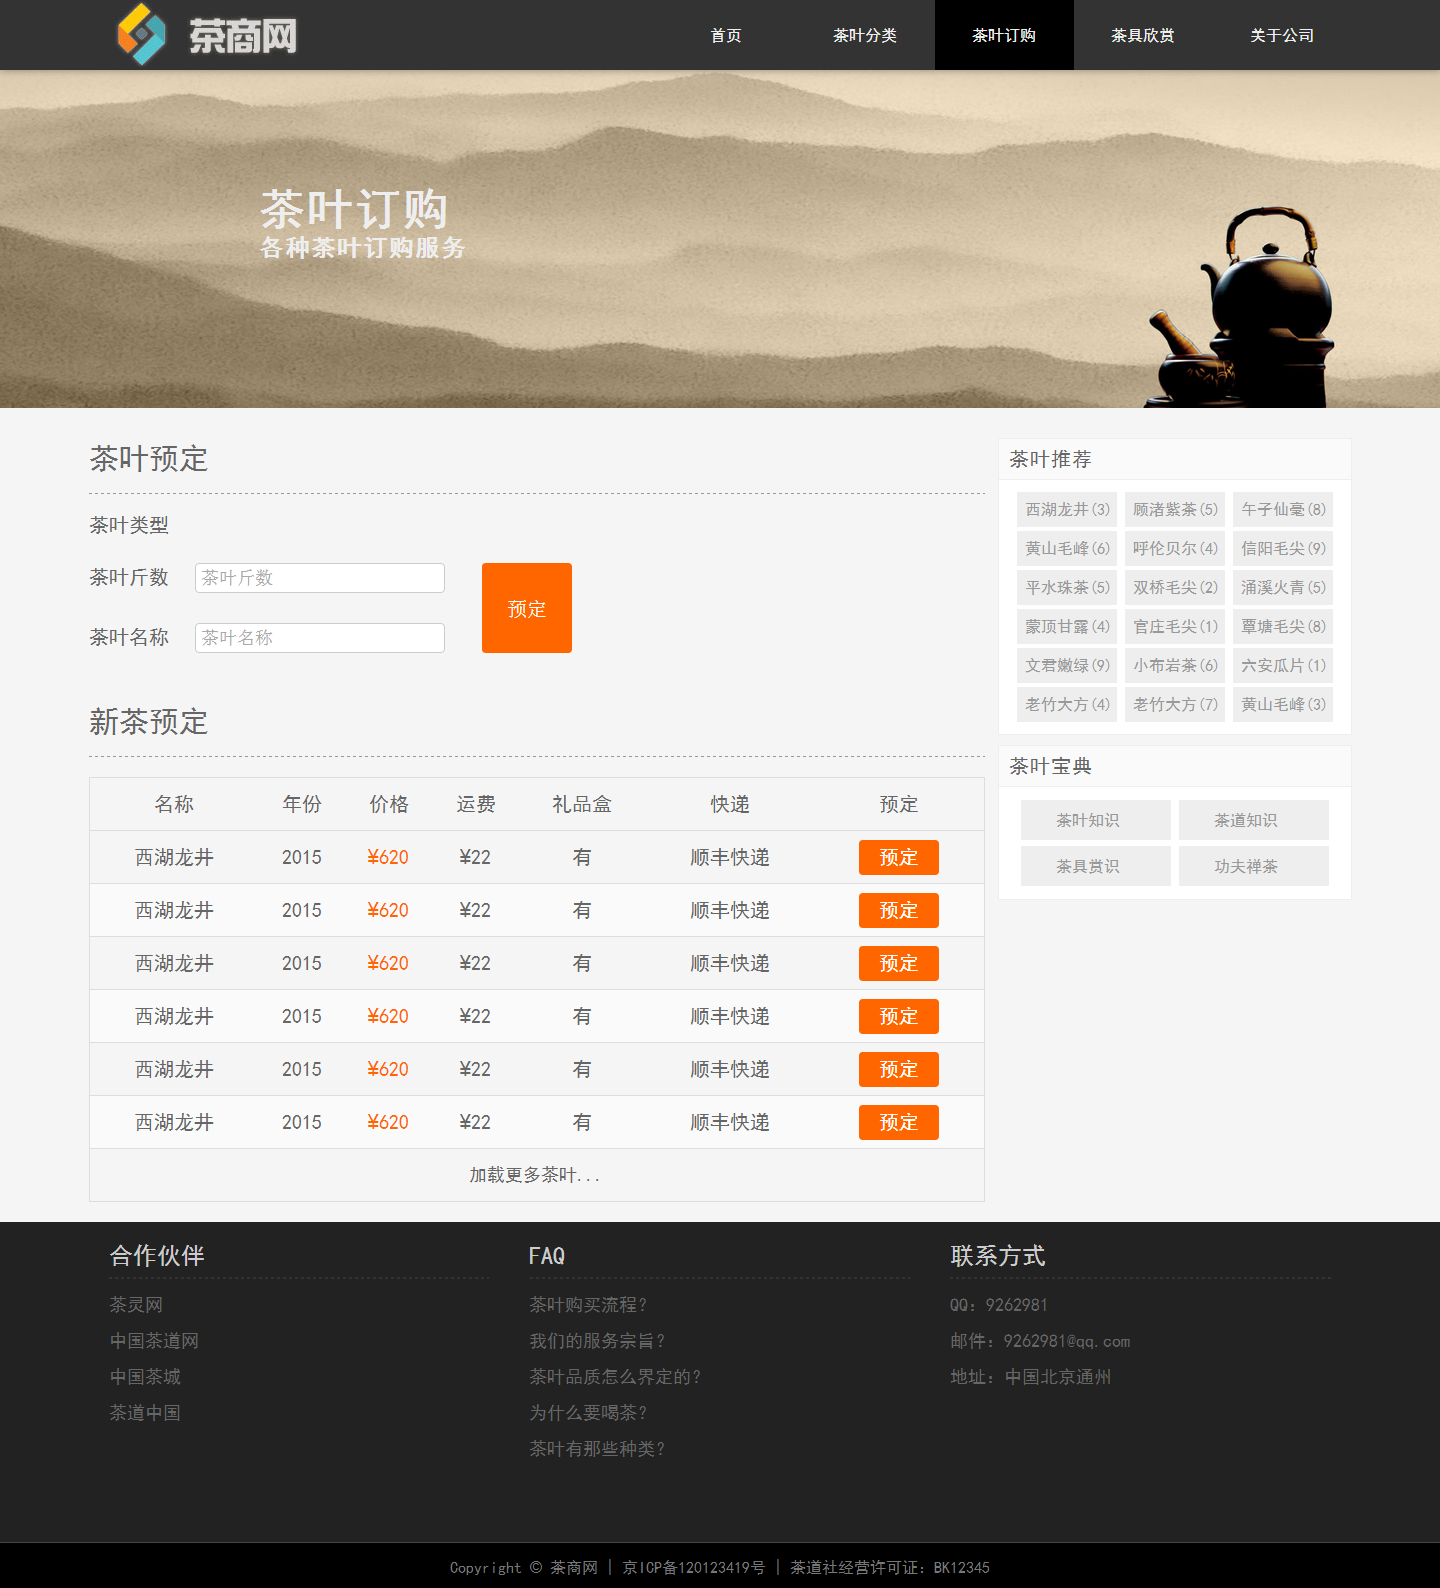 茶商网
首页 茶叶分类 茶叶订购 茶具欣赏 关于公司
茶叶订购
各种茶叶订购服务
茶叶预定
茶叶类型
茶叶斤数 茶叶斤数
预定
茶叶名称 茶叶名称
新茶预定
名称 年份 价格 运费 礼品盒 快递 预定
西湖龙井 2015 ¥620 ¥22 有 顺丰快递 预定
西湖龙井 2015 ¥620 ¥22 有 顺丰快递 预定
西湖龙井 2015 ¥620 ¥22 有 顺丰快递 预定
西湖龙井 2015 ¥620 ¥22 有 顺丰快递 预定
西湖龙井 2015 ¥620 ¥22 有 顺丰快递 预定
西湖龙井 2015 ¥620 ¥22 有 顺丰快递 预定
加载更多茶叶...
茶叶推荐
西湖龙井(3) 顾渚紫茶(5) 午子仙毫(8)
黄山毛峰(6) 呼伦贝尔(4) 信阳毛尖(9)
平水珠茶(5) 双桥毛尖(2) 涌溪火青(5)
蒙顶甘露(4) 官庄毛尖(1) 覃塘毛尖(8)
文君嫩绿(9) 小布岩茶(6) 六安瓜片(1)
老竹大方(4) 老竹大方(7) 黄山毛峰(3)
茶叶宝典
茶叶知识 茶道知识
茶具赏识 功夫禅茶
合作伙伴
茶灵网
中国茶道网
中国茶城
茶道中国
FAQ
茶叶购买流程？
我们的服务宗旨？
茶叶品质怎么界定的？
为什么要喝茶？
茶叶有那些种类？
联系方式
QQ：9262981
邮件：9262981@qq.com
地址：中国北京通州
Copyright © 茶商网 | 京ICP备120123419号 | 茶道社经营许可证：BK12345